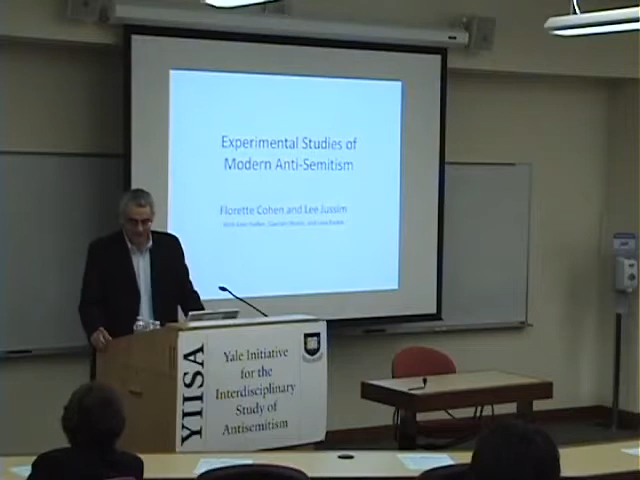 Experimental Studies of
Modern Anti-Semitism
Florette Cohen and Lee Jussim
YIISA
Yale Initiative
for the
Interdisciplinary
Study of
Antisemitism